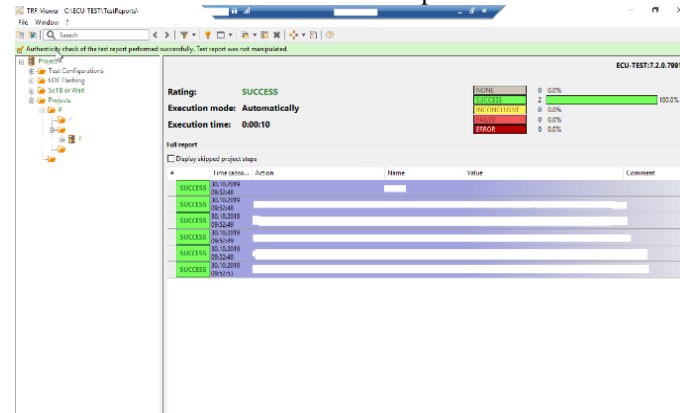 TRF-Viewer C:\ECU TEST\TestReports\
File Window ?
Search
Authenticity check of the test report performed successfully. Test report was not manipulated.
Project
Test Configurations
UDE Flashing
SoTB or Wait
Projects
P
ECU-TEST:7.2.0.7991
Rating: SUCCESS
Execution mode: Automatically
Execution time: 0:00:10
NONE 0 0.0%
SUCCESS 2 100.0%
INCONCLUSIVE 0 0.0%
FAILED 0 0.0%
ERROR 0 0.0%
Full report
Display skipped project steps
# Time (abso... Action Name Value Comment
SUCCESS 30.10.2019 09:52:48
SUCCESS 30.10.2019 09:52:48
SUCCESS 30.10.2019 09:52:49
SUCCESS 30.10.2019 09:52:49
SUCCESS 30.10.2019
SUCCESS 30.10.2019 09:52:53